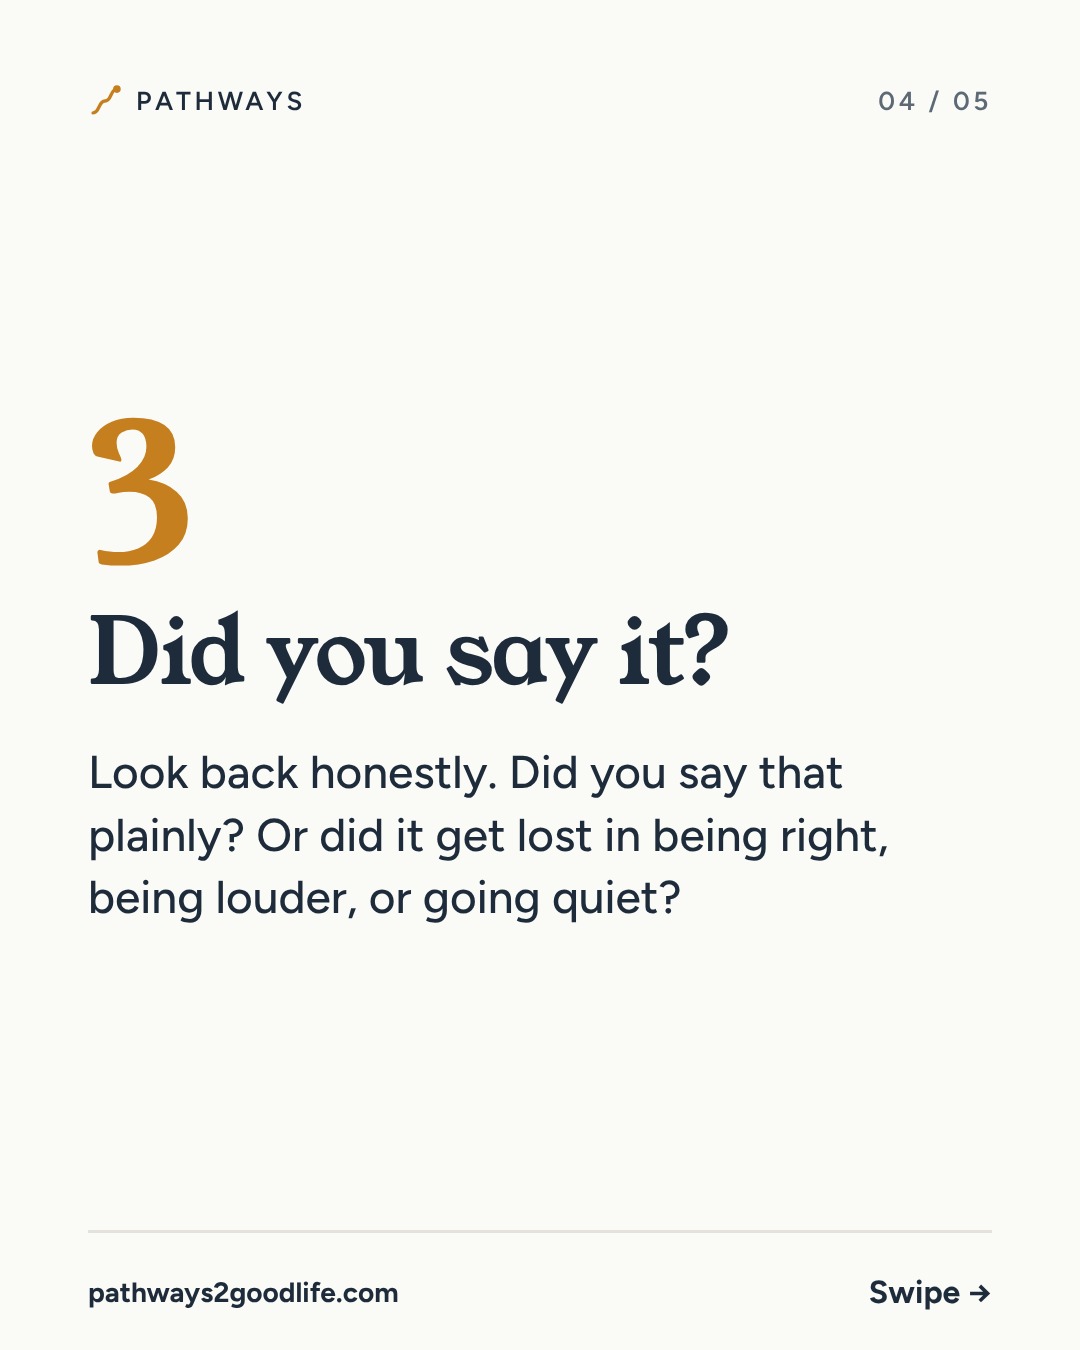 PATHWAYS
04 / 05
3
Did you say it?
Look back honestly. Did you say that
plainly? Or did it get lost in being right,
being louder, or going quiet?
pathways2goodlife.com
Swipe →